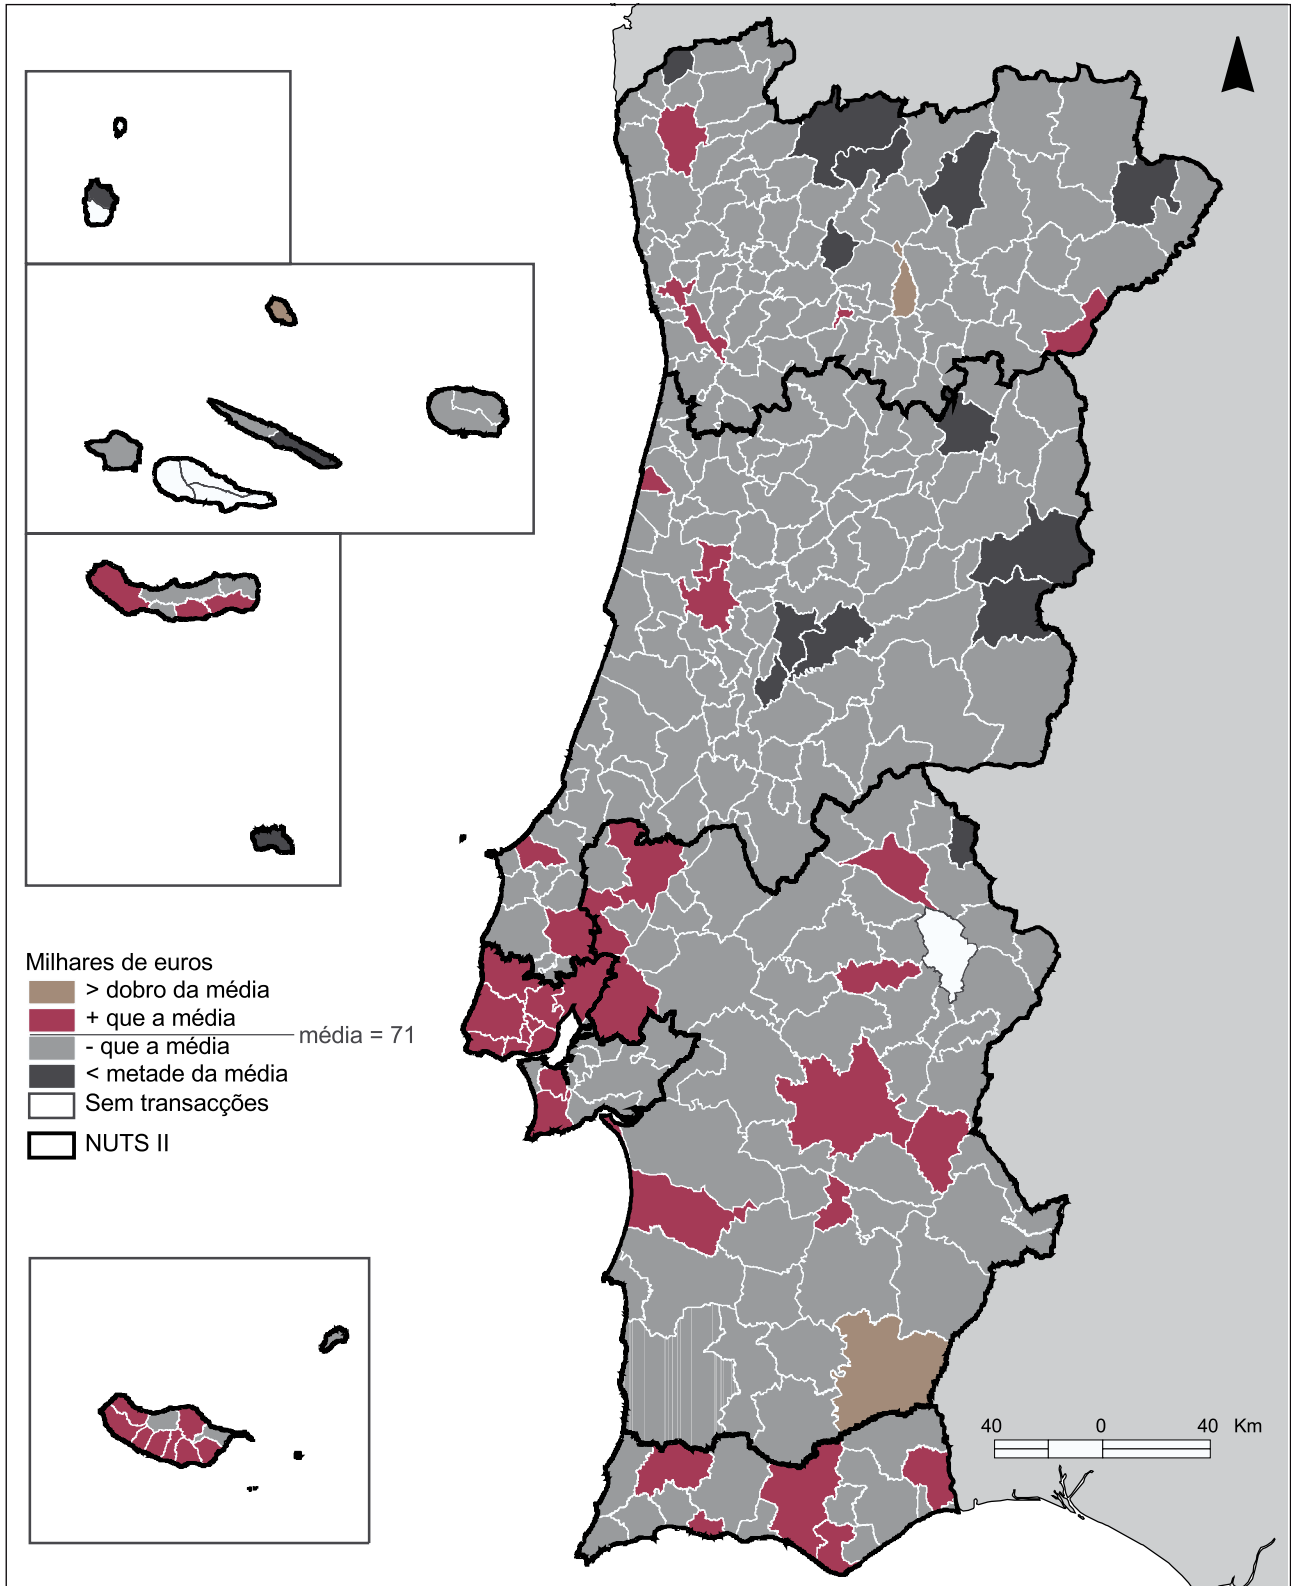 Milhares de euros
> dobro da média
+ que a média
média = 71
- que a média
< metade da média
Sem transacções
NUTS II
40 0 40 Km